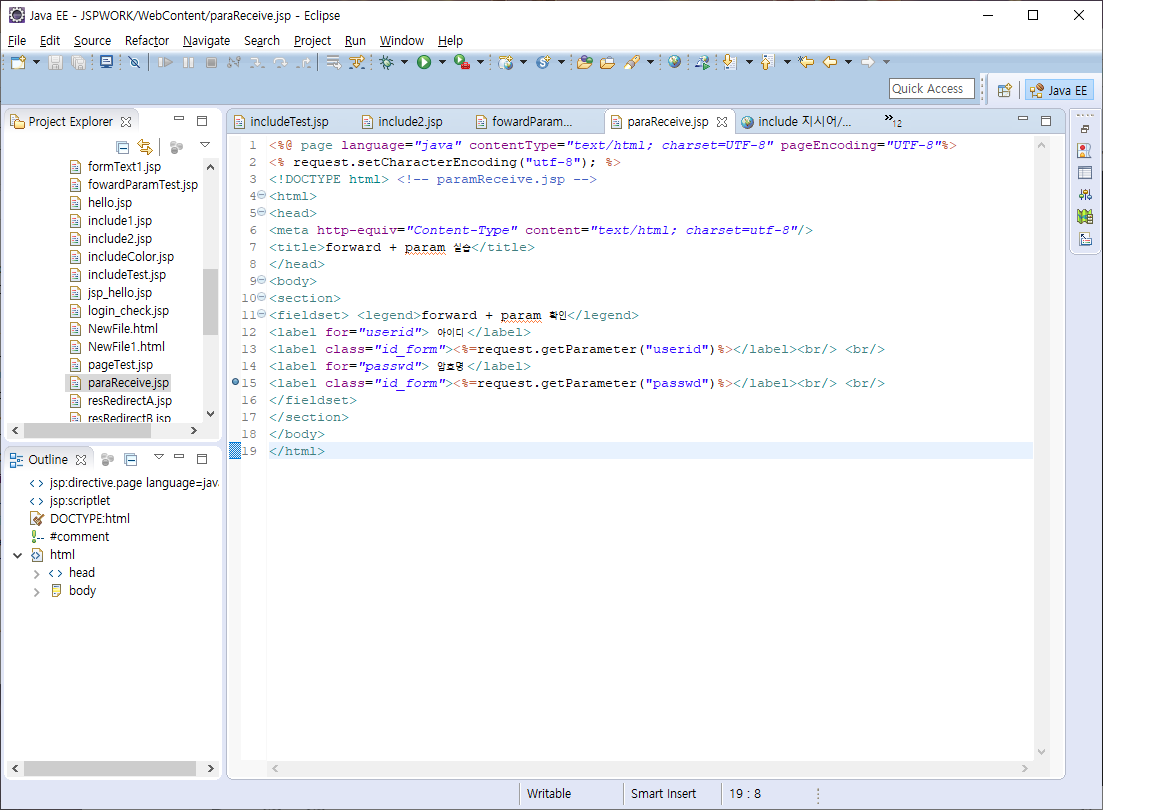 Java EE - JSPWORK/WebContent/paraReceive.jsp - Eclipse
File Edit Source Refactor Navigate Search Project Run Window Help
Quick Access
Java EE
Project Explorer
formText1.jsp
fowardParamTest.jsp
hello.jsp
include1.jsp
include2.jsp
includeColor.jsp
includeTest.jsp
jsp_hello.jsp
login_check.jsp
NewFile.html
NewFile1.html
pageTest.jsp
paraReceive.jsp
resRedirectA.jsp
resRedirectB.jsp
Outline
jsp:directive.page language=jav
jsp:scriptlet
DOCTYPE:html
#comment
html
head
body
includeTest.jsp include2.jsp fowardParam... paraReceive.jsp include 지시어/... »12
1 <%@ page language="java" contentType="text/html; charset=UTF-8" pageEncoding="UTF-8"%>
2 <% request.setCharacterEncoding("utf-8"); %>
3 <!DOCTYPE html> <!-- paramReceive.jsp -->
4 <html>
5 <head>
6 <meta http-equiv="Content-Type" content="text/html; charset=utf-8"/>
7 <title>forward + param 실습</title>
8 </head>
9 <body>
10 <section>
11 <fieldset> <legend>forward + param 확인</legend>
12 <label for="userid"> 아이디 </label>
13 <label class="id_form"><%=request.getParameter("userid")%></label><br/> <br/>
14 <label for="passwd"> 암호명 </label>
15 <label class="id_form"><%=request.getParameter("passwd")%></label><br/> <br/>
16 </fieldset>
17 </section>
18 </body>
19 </html>
Writable Smart Insert 19 : 8